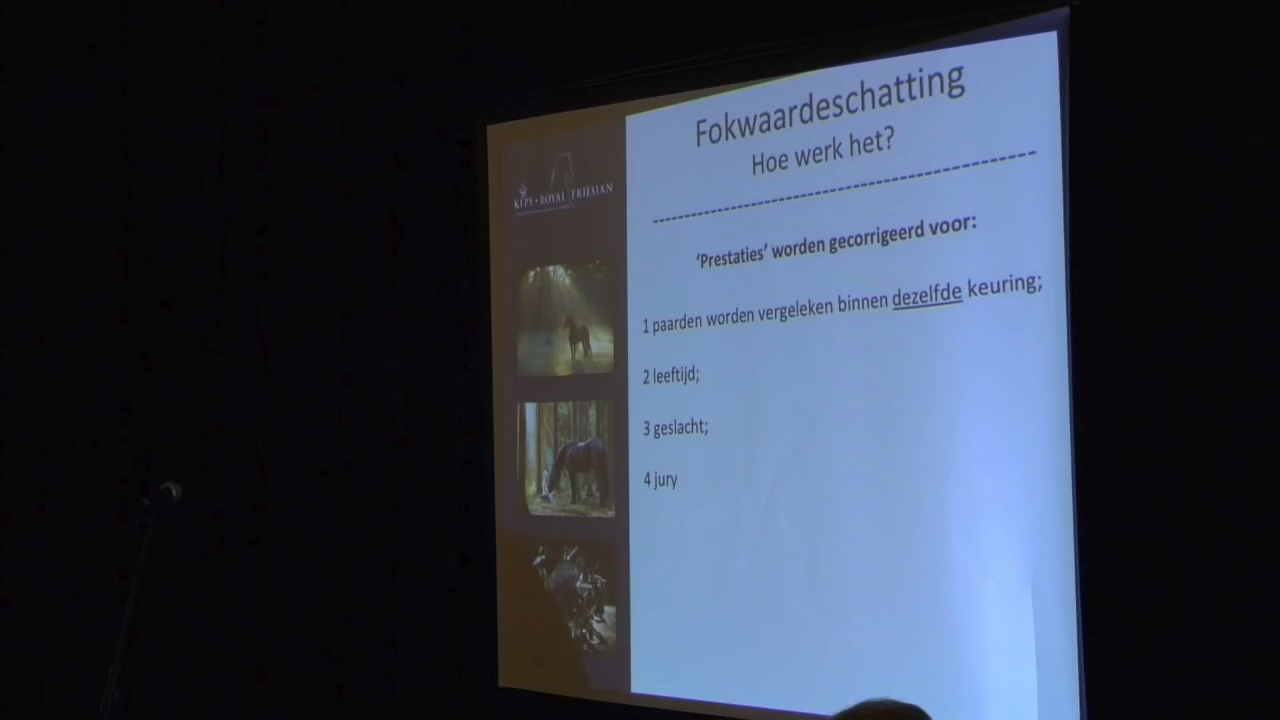 Fokwaardeschatting
Hoe werk het?
‘Prestaties’ worden gecorrigeerd voor:
1 paarden worden vergeleken binnen dezelfde keuring;
2 leeftijd;
3 geslacht;
4 jury
KFPS • ROYAL FRIESIAN